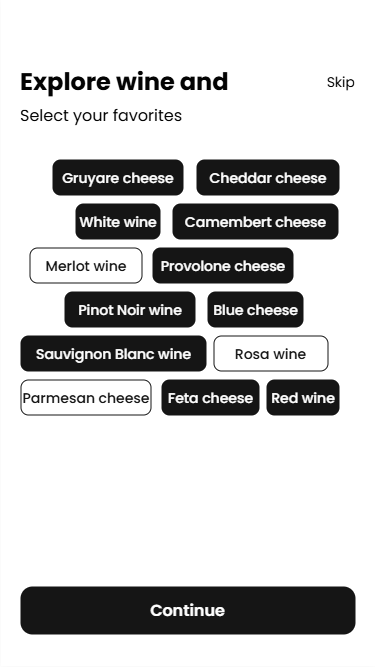 Explore wine and
Skip
Select your favorites
Gruyare cheese
Cheddar cheese
White wine
Camembert cheese
Merlot wine
Provolone cheese
Pinot Noir wine
Blue cheese
Sauvignon Blanc wine
Rosa wine
Parmesan cheese
Feta cheese
Red wine
Continue